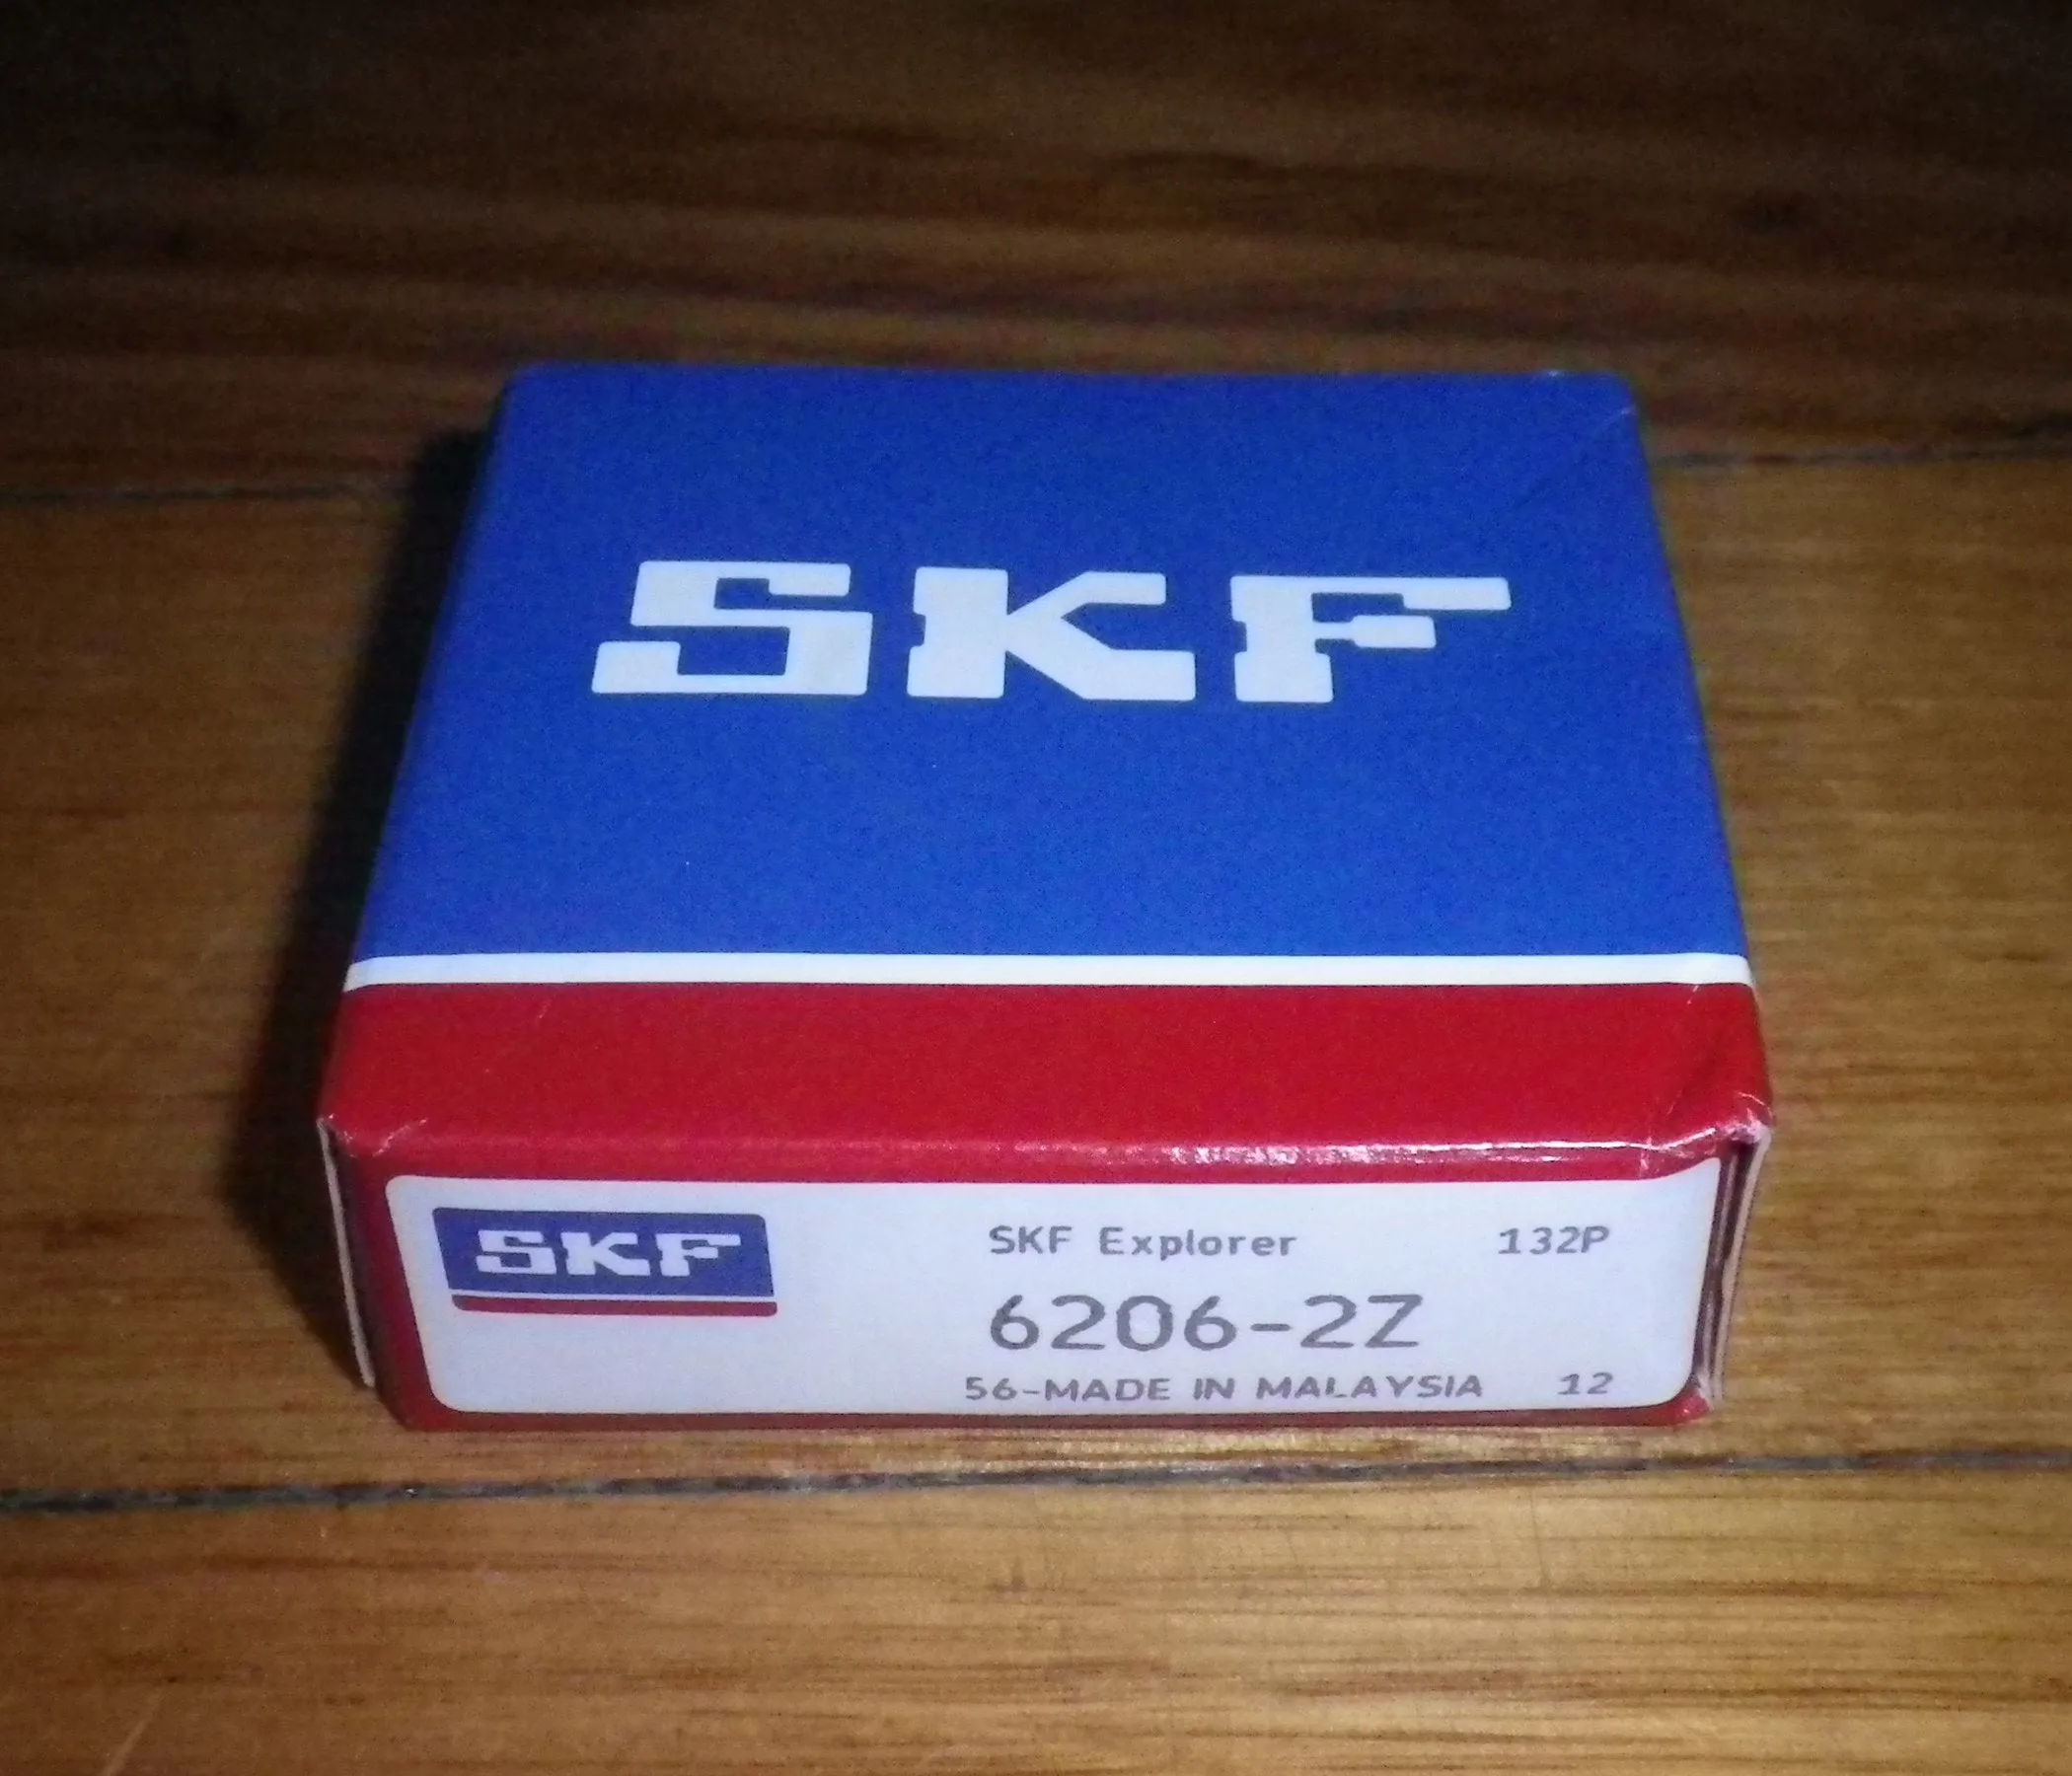 SKF
SKF
SKF Explorer 132P
6206-2Z
56-MADE IN MALAYSIA 12